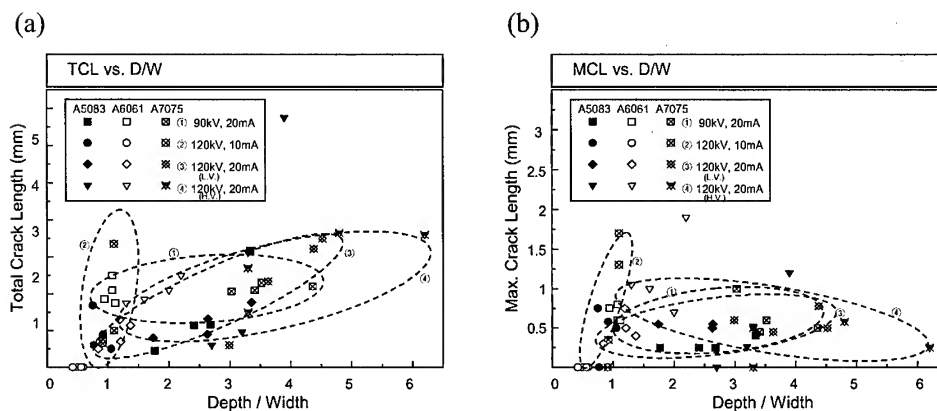 (a)
TCL vs. D/W
A5083 A6061 A7075
① 90kV, 20mA
② 120kV, 10mA
③ 120kV, 20mA
(L.V.)
④ 120kV, 20mA
(H.V.)
Total Crack Length (mm)
5
4
3
2
1
②
①
③
④
0 1 2 3 4 5 6
Depth / Width
(b)
MCL vs. D/W
A5083 A6061 A7075
① 90kV, 20mA
② 120kV, 10mA
③ 120kV, 20mA
(L.V.)
④ 120kV, 20mA
(H.V.)
Max. Crack Length (mm)
3
2.5
2
1.5
1
0.5
②
①
④
③
0 1 2 3 4 5 6
Depth / Width